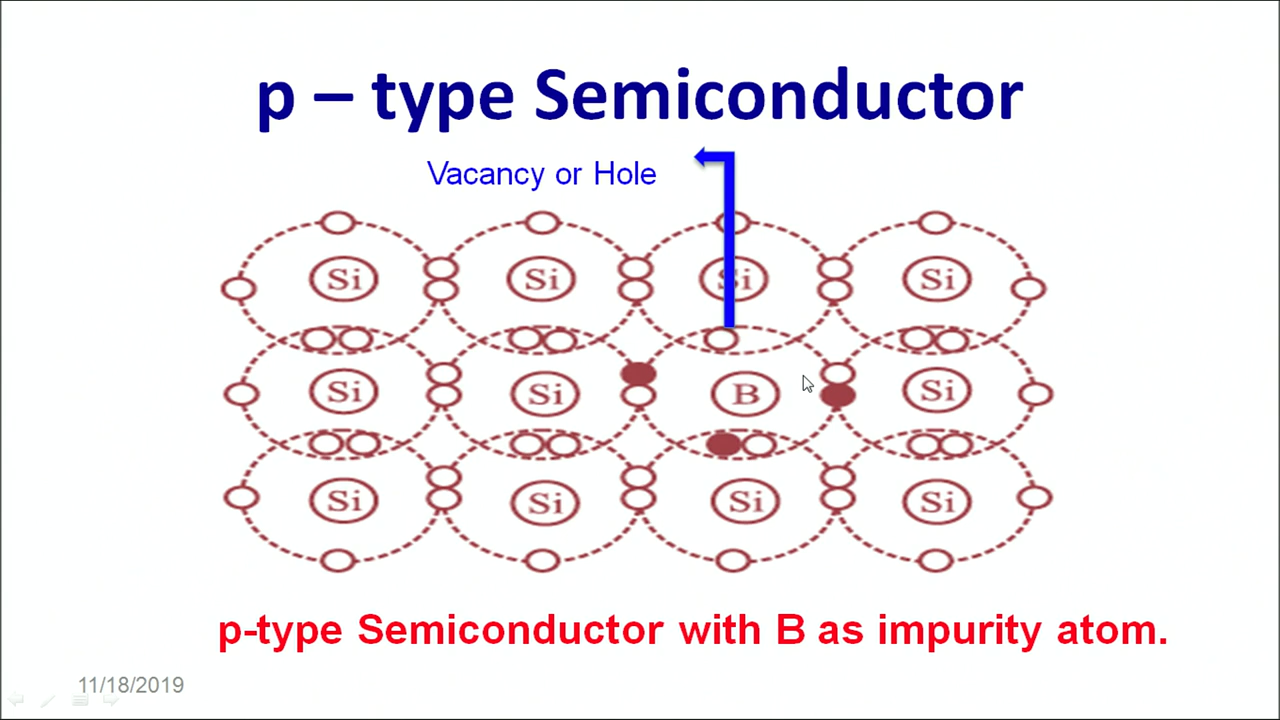 p – type Semiconductor
Vacancy or Hole
Si Si Si Si
Si Si B Si
Si Si Si Si
p-type Semiconductor with B as impurity atom.
11/18/2019